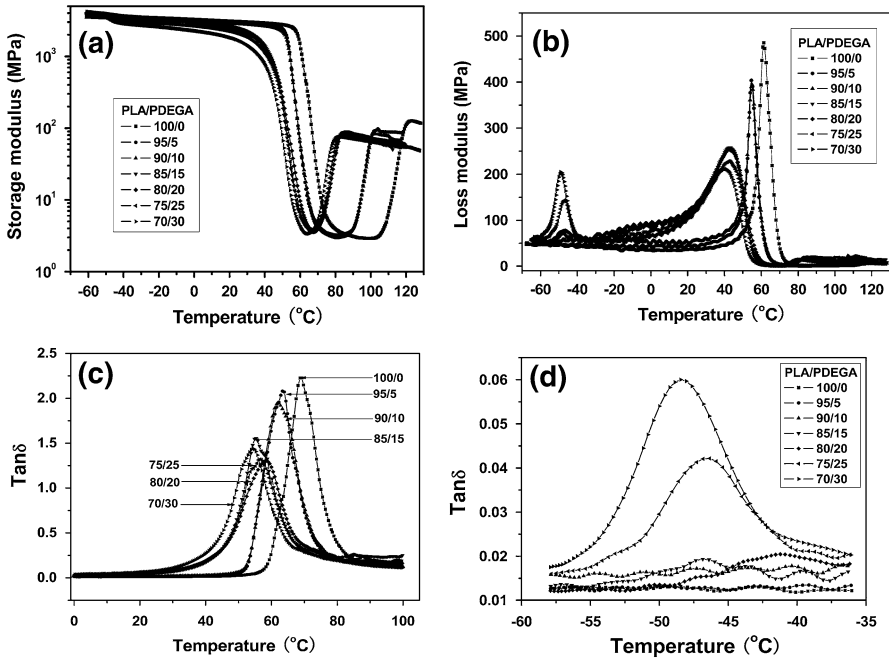 (a)
Storage modulus (MPa)
10³
10²
10¹
10⁰
PLA/PDEGA
100/0
95/5
90/10
85/15
80/20
75/25
70/30
-60 -40 -20 0 20 40 60 80 100 120
Temperature (°C)
(b)
Loss modulus (MPa)
500
400
300
200
100
50
0
PLA/PDEGA
100/0
95/5
90/10
85/15
80/20
75/25
70/30
-60 -40 -20 0 20 40 60 80 100 120
Temperature (°C)
(c)
Tanδ
2.5
2.0
1.5
1.0
0.5
0.0
100/0
95/5
90/10
85/15
75/25
80/20
70/30
0 20 40 60 80 100
Temperature (°C)
(d)
Tanδ
0.06
0.05
0.04
0.03
0.02
0.01
PLA/PDEGA
100/0
95/5
90/10
85/15
80/20
75/25
70/30
-60 -55 -50 -45 -40 -35
Temperature (°C)